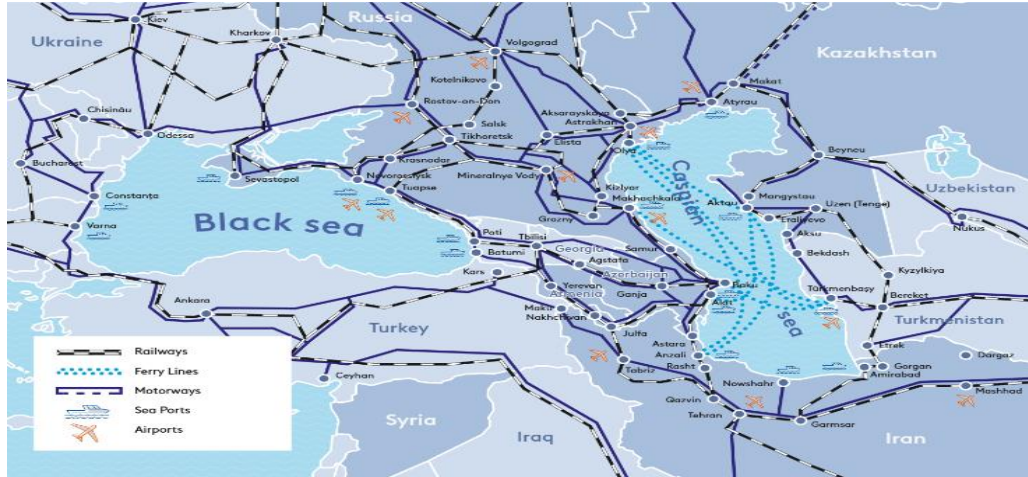 Kiev
Russia
Ukraine
Kharkov
Volgograd
Kazakhstan
Kotelnikovo
Makat
Atyrau
Rostov-on-Don
Aksarayskaya
Astrakhan
Chisinău
Salsk
Odessa
Tikhoretsk
Elista
Olya
Beyneu
Bucharest
Krasnodar
Mineralnye Vody
Caspian
sea
Uzbekistan
Constanța
Sevastopol
Novorossiysk
Tuapse
Kizlyar
Makhachkala
Aktau
Mangystau
Uzen (Tenge)
Varna
Black sea
Grozny
Eraliyevo
Nukus
Poti
Tbilisi
Georgia
Samur
Aksu
Batumi
Agstafa
Bekdash
Kars
Azerbaijan
Kyzylkiya
Yerevan
Armenia
Ganja
Baku
Alat
Türkmenbaşy
Bereket
Ankara
Maku
Nakhchivan
Turkmenistan
Turkey
Julfa
Astara
Etrek
Dargaz
Anzali
Tabriz
Rasht
Gorgan
Amirabad
Ceyhan
Nowshahr
Mashhad
Qazvin
Tehran
Garmsar
Syria
Iraq
Iran
Railways
Ferry Lines
Motorways
Sea Ports
Airports